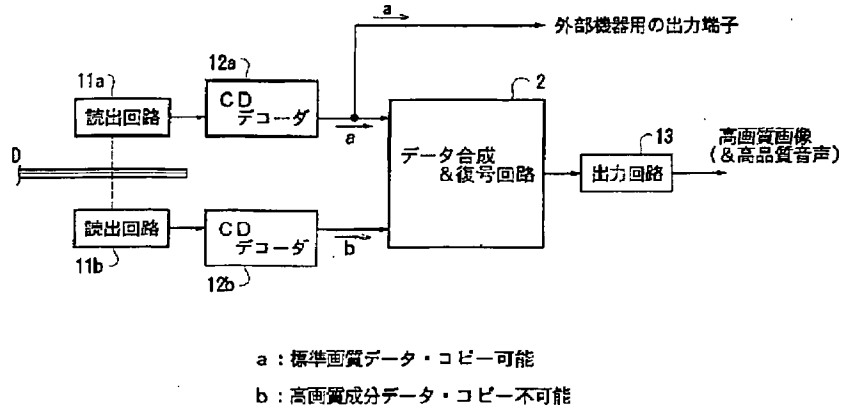 a
外部機器用の出力端子
12a
11a
CD
デコーダ
読出回路
a
2
データ合成
&復号回路
13
出力回路
高画質画像
(&高品質音声)
D
読出回路
11b
CD
デコーダ
12b
b
a:標準画質データ・コピー可能
b:高画質成分データ・コピー不可能